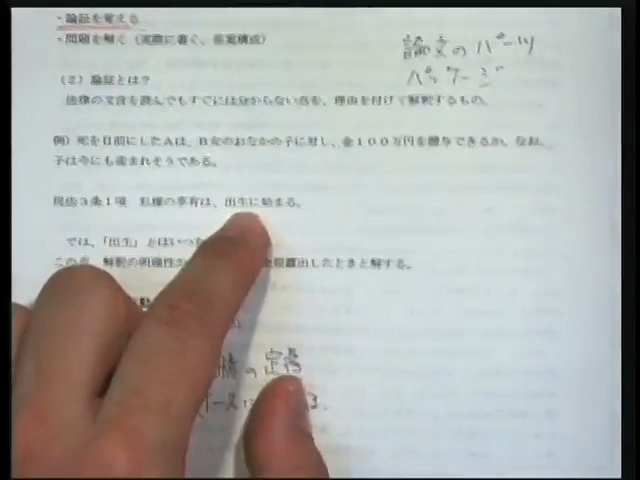 ・論証を覚える
・問題を解く（実際に書く、答案構成）
論文の パーツ
パッケージ
（2）論証とは？
法律の文言を読んでもすぐには分からない点を、理由を付けて解釈するもの。
例）死を目前にしたAは、B女のおなかの子に対し、金100万円を贈与できるか。なお、
子は今にも産まれそうである。
民法3条1項　私権の享有は、出生に始まる。
では、「出生」とはいつを
この点、解釈の明確性の 全部露出したときと解する。
の 定義